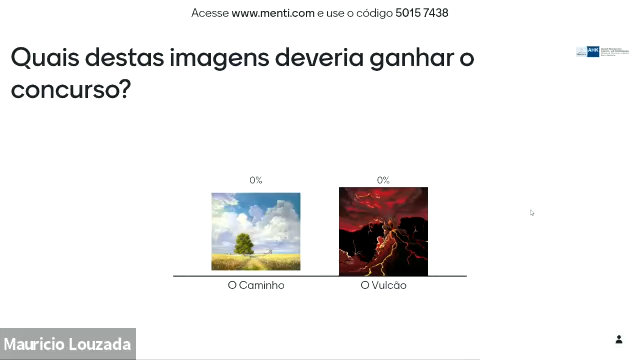 Acesse www.menti.com e use o código 5015 7438
Quais destas imagens deveria ganhar o
concurso?
AHK
0%
0%
O Caminho
O Vulcão
Mauricio Louzada